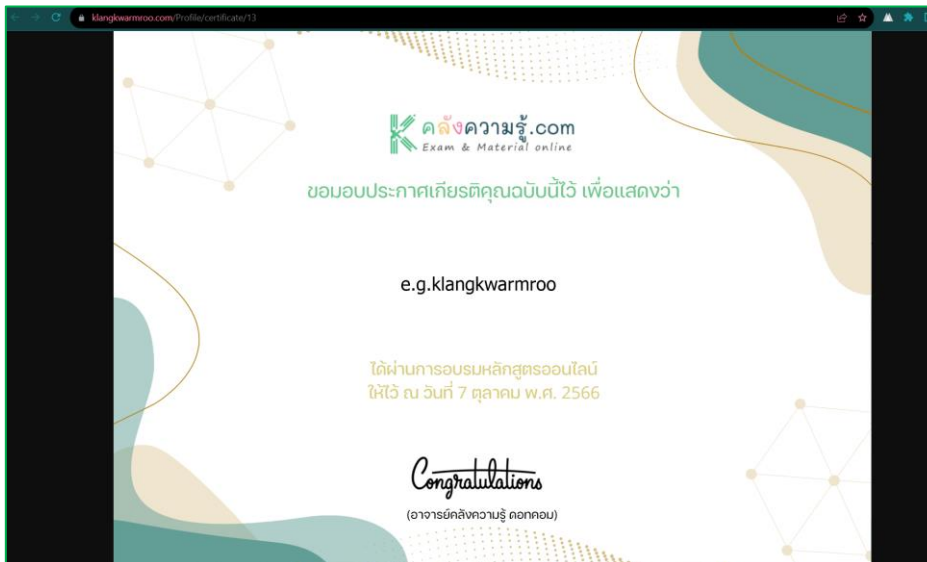 klangkwarmroo.com/Profile/certificate/13
คลังความรู้.com
Exam & Material online
ขอมอบประกาศเกียรติคุณฉบับนี้ไว้ เพื่อแสดงว่า
e.g.klangkwarmroo
ได้ผ่านการอบรมหลักสูตรออนไลน์
ให้ไว้ ณ วันที่ 7 ตุลาคม พ.ศ. 2566
Congratulations
(อาจารย์คลังความรู้ ดอทคอม)